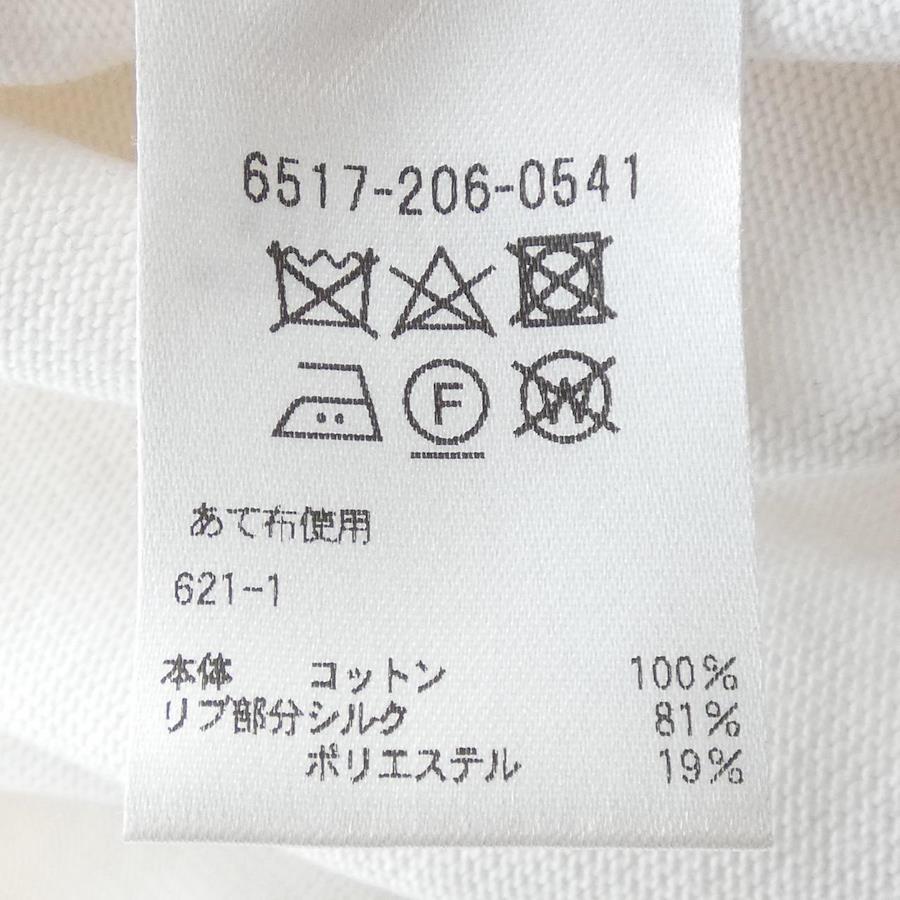 6517-206-0541
F W
あて布使用
621-1
本体 コットン 100%
リブ部分シルク 81%
ポリエステル 19%